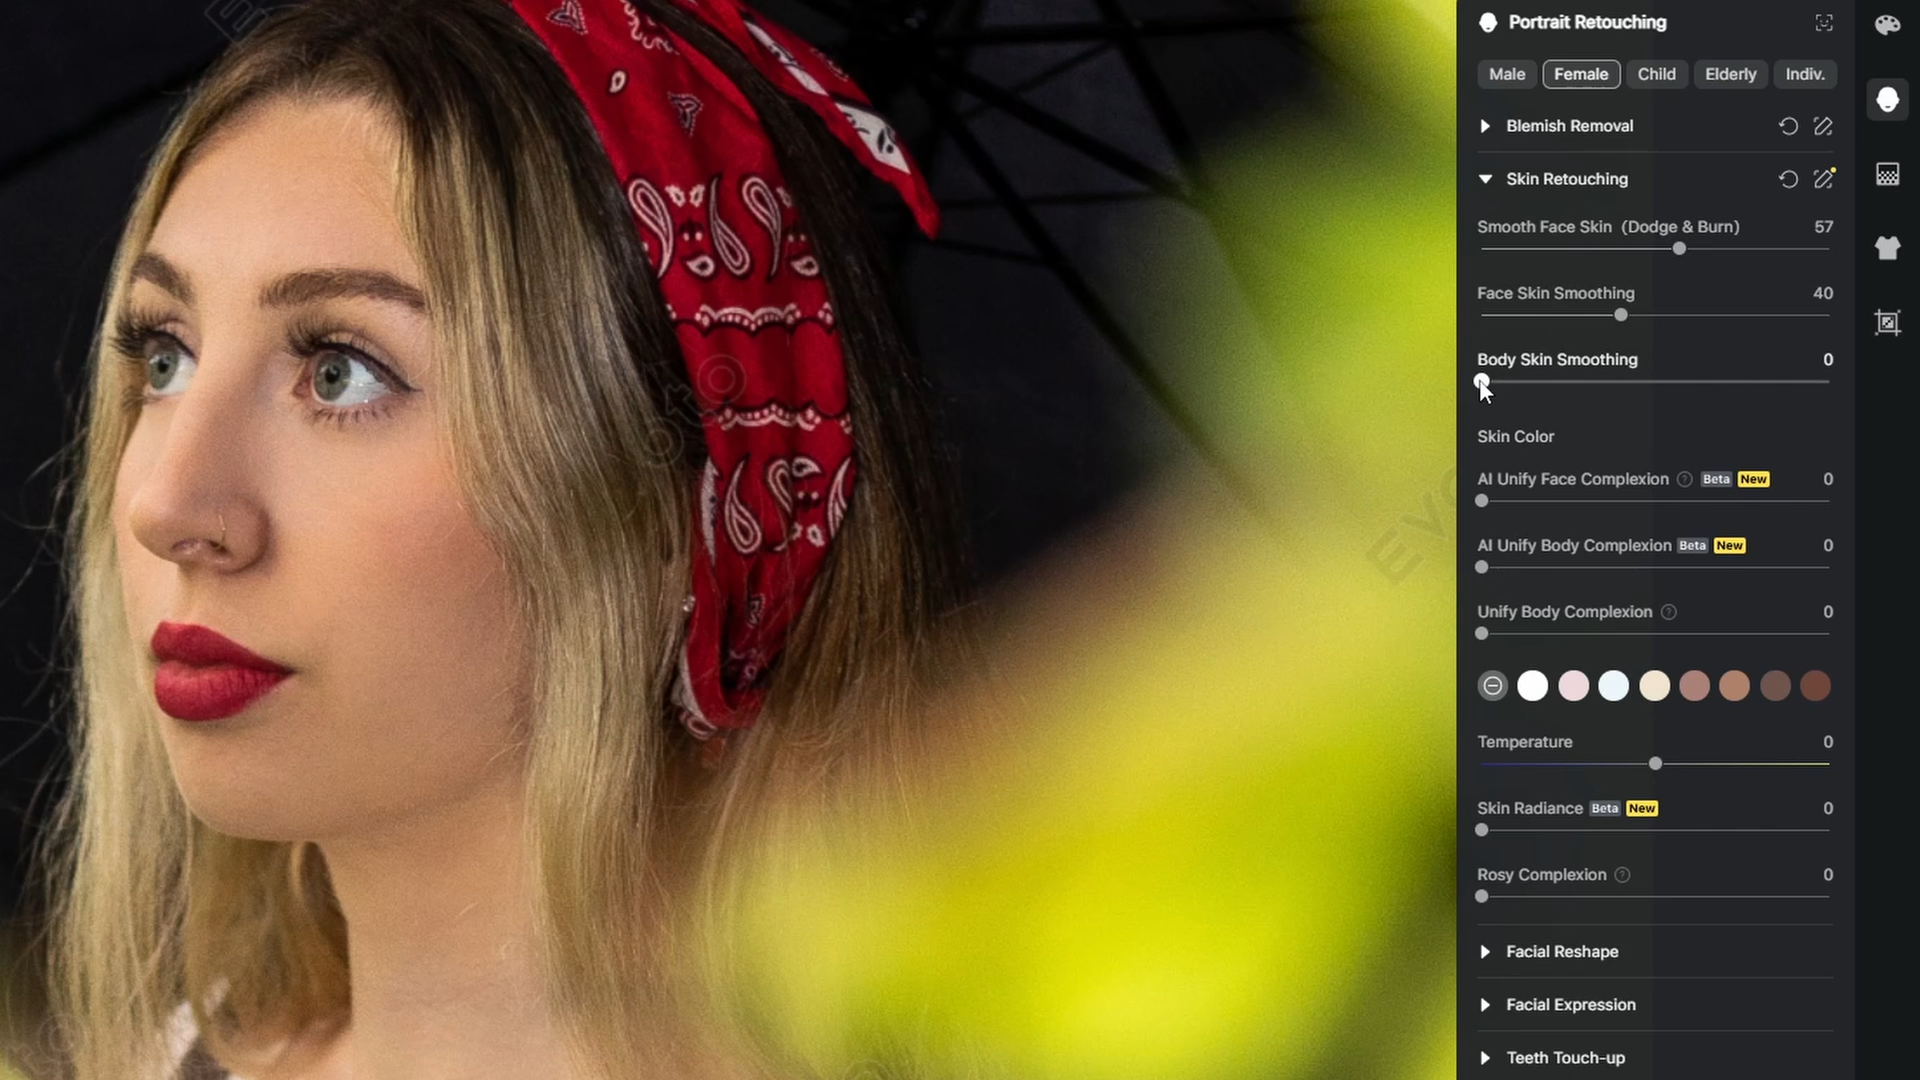 Portrait Retouching
Male Female Child Elderly Indiv.
Blemish Removal
Skin Retouching
Smooth Face Skin (Dodge & Burn) 57
Face Skin Smoothing 40
Body Skin Smoothing 0
Skin Color
AI Unify Face Complexion ? Beta New 0
AI Unify Body Complexion Beta New 0
Unify Body Complexion ? 0
Temperature 0
Skin Radiance Beta New 0
Rosy Complexion ? 0
Facial Reshape
Facial Expression
Teeth Touch-up